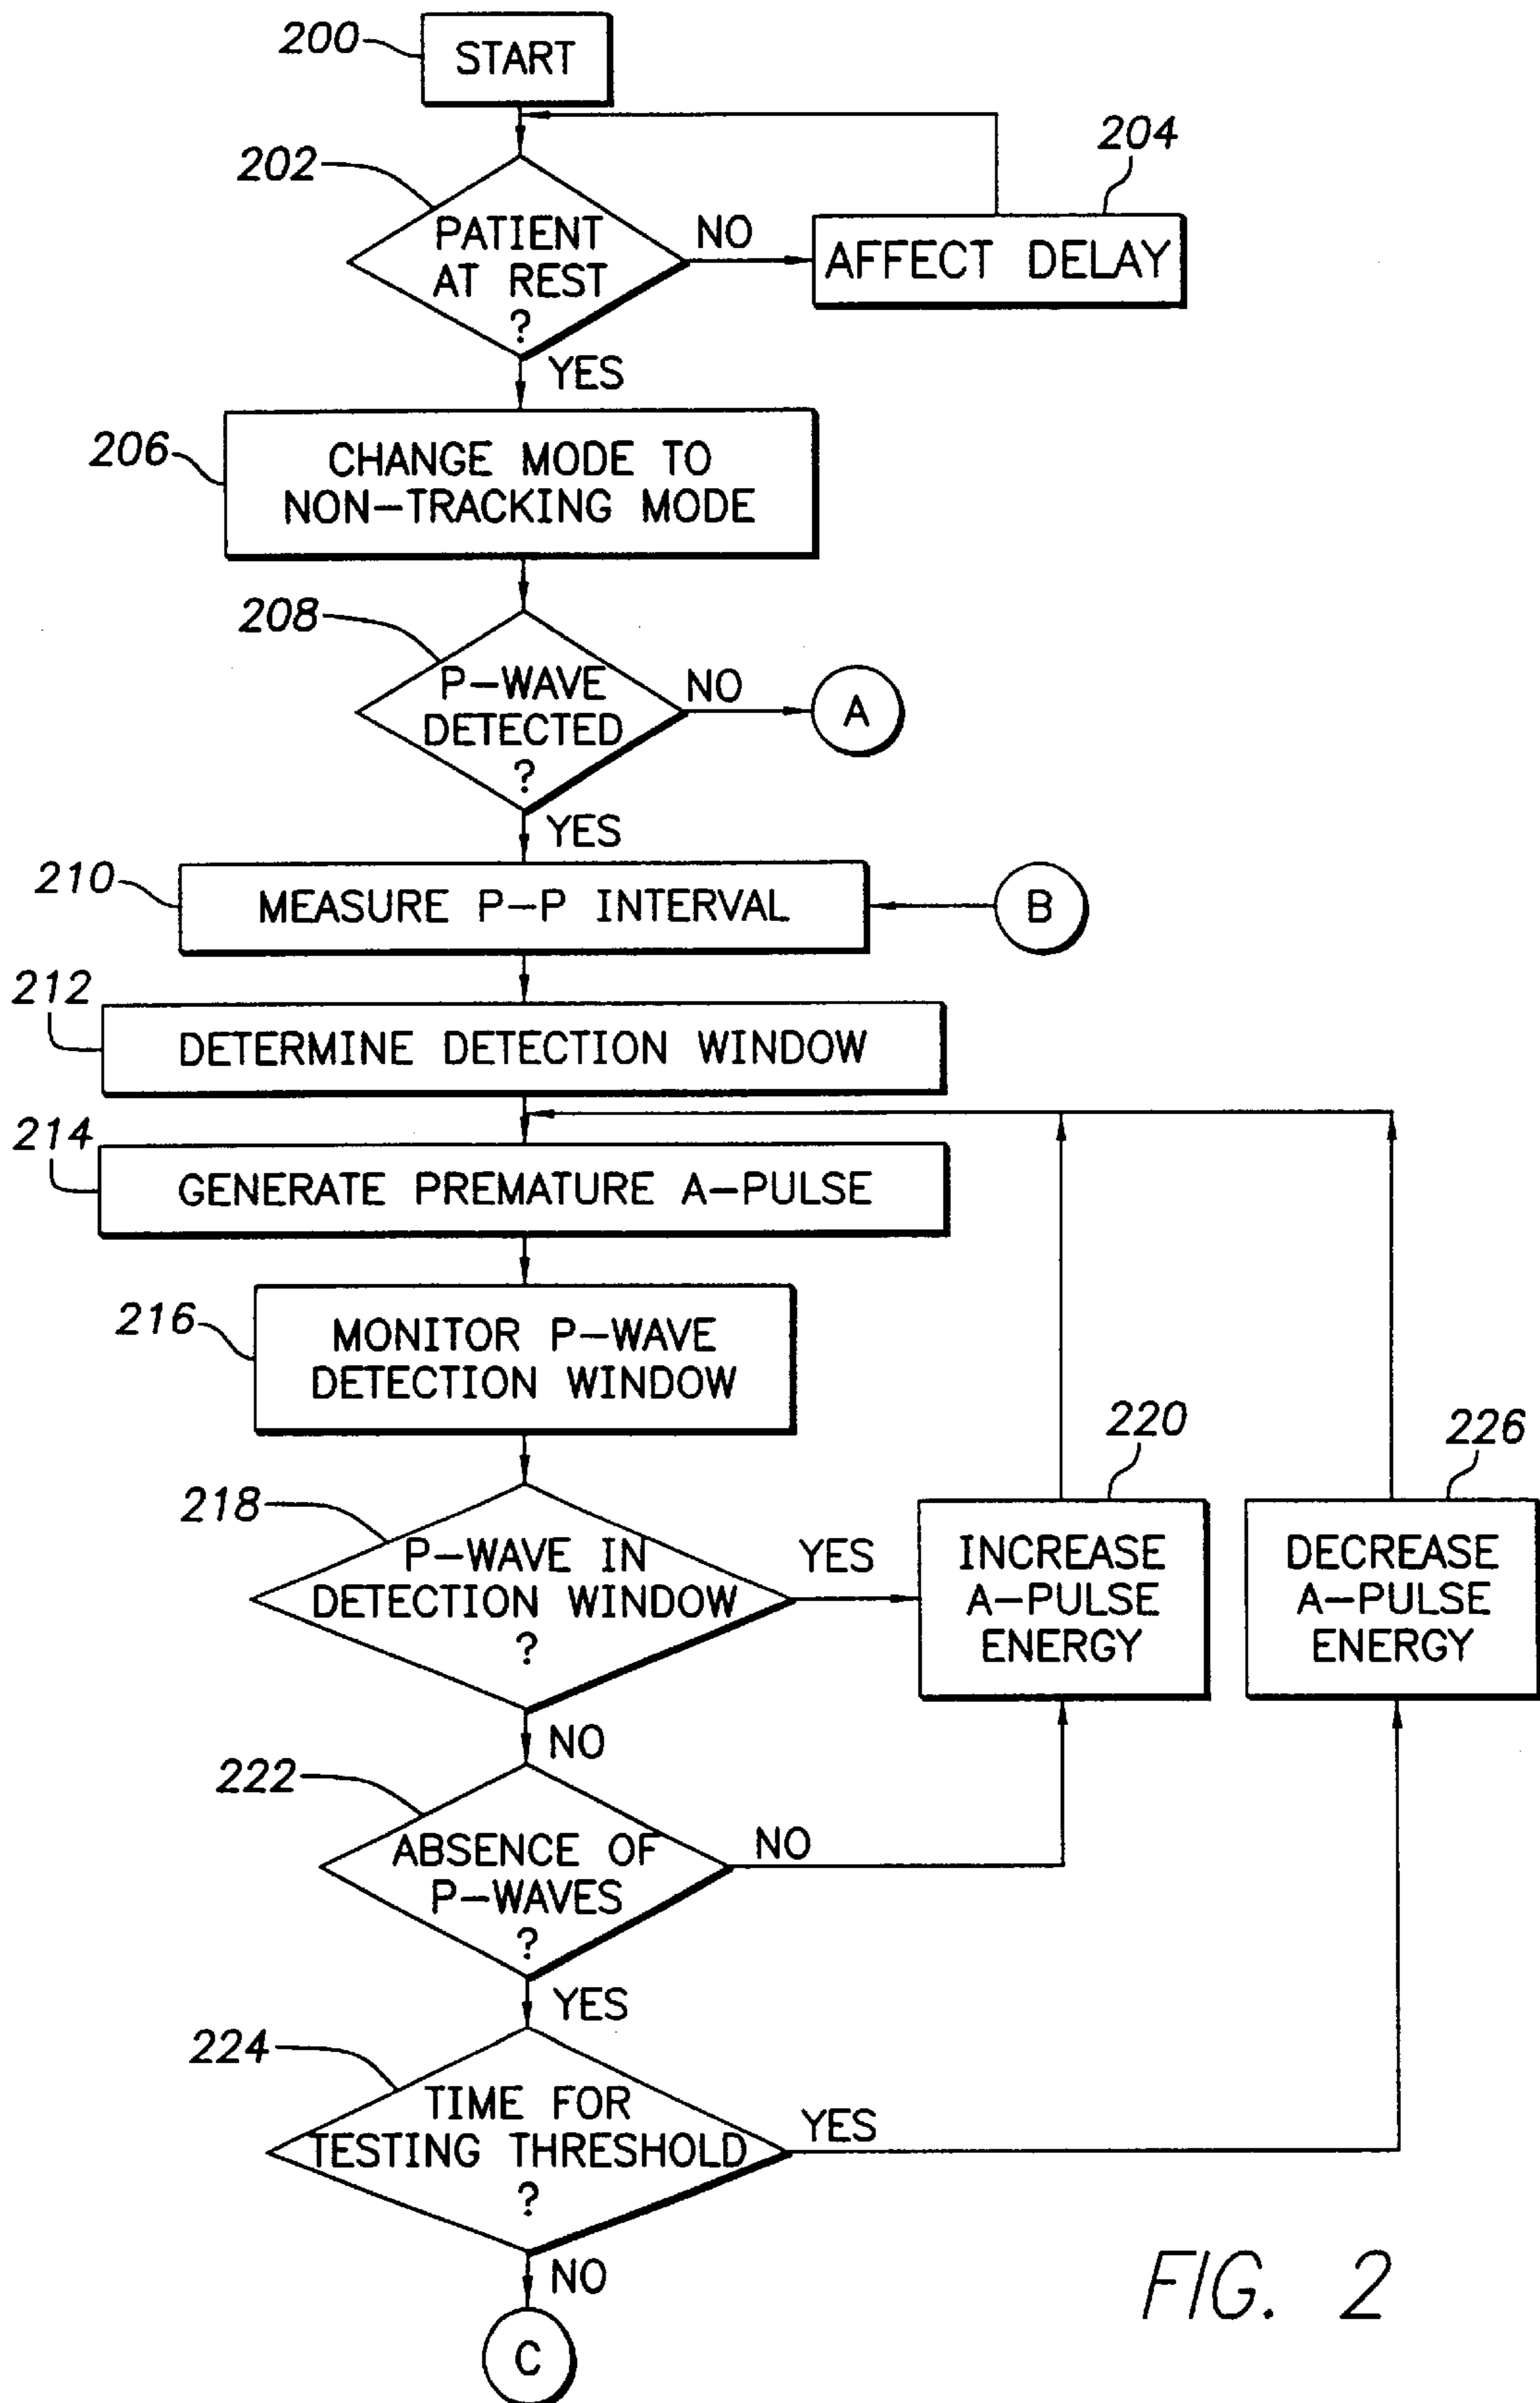 200
START
202
204
PATIENT
AT REST
?
NO
AFFECT DELAY
YES
206
CHANGE MODE TO
NON-TRACKING MODE
208
P-WAVE
DETECTED
?
NO
A
YES
210
MEASURE P-P INTERVAL
B
212
DETERMINE DETECTION WINDOW
214
GENERATE PREMATURE A-PULSE
216
MONITOR P-WAVE
DETECTION WINDOW
218
P-WAVE IN
DETECTION WINDOW
?
YES
220
INCREASE
A-PULSE
ENERGY
226
DECREASE
A-PULSE
ENERGY
NO
222
ABSENCE OF
P-WAVES
?
NO
YES
224
TIME FOR
TESTING THRESHOLD
?
YES
NO
C
FIG. 2